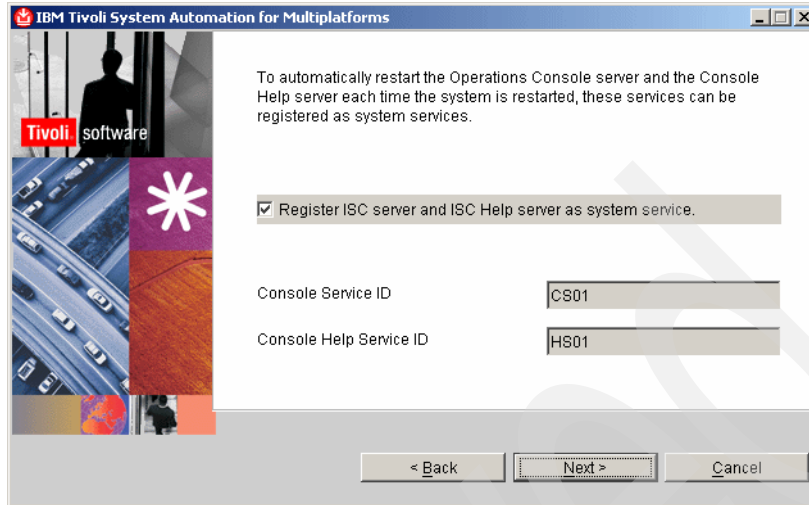 IBM Tivoli System Automation for Multiplatforms
Tivoli. software
To automatically restart the Operations Console server and the Console
Help server each time the system is restarted, these services can be
registered as system services.
Register ISC server and ISC Help server as system service.
Console Service ID
CS01
Console Help Service ID
HS01
< Back
Next >
Cancel